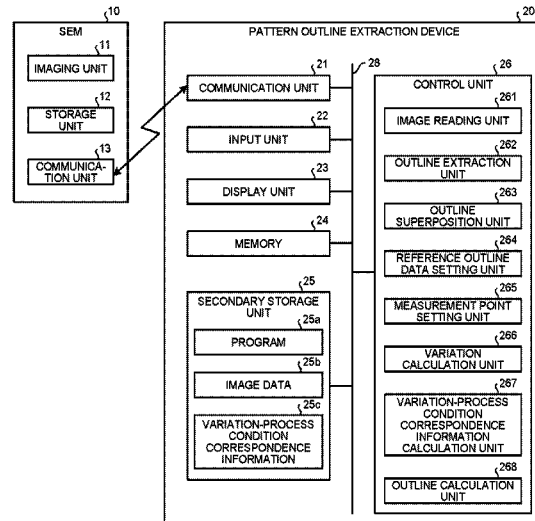 10
SEM
11
IMAGING UNIT
12
STORAGE
UNIT
13
COMMUNICA-
TION UNIT
20
PATTERN OUTLINE EXTRACTION DEVICE
28
21
COMMUNICATION UNIT
22
INPUT UNIT
23
DISPLAY UNIT
24
MEMORY
25
SECONDARY STORAGE
UNIT
25a
PROGRAM
25b
IMAGE DATA
25c
VARIATION-PROCESS
CONDITION
CORRESPONDENCE
INFORMATION
26
CONTROL UNIT
261
IMAGE READING UNIT
262
OUTLINE EXTRACTION
UNIT
263
OUTLINE
SUPERPOSITION UNIT
264
REFERENCE OUTLINE
DATA SETTING UNIT
265
MEASUREMENT POINT
SETTING UNIT
266
VARIATION
CALCULATION UNIT
267
VARIATION-PROCESS
CONDITION
CORRESPONDENCE
INFORMATION
CALCULATION UNIT
268
OUTLINE CALCULATION
UNIT